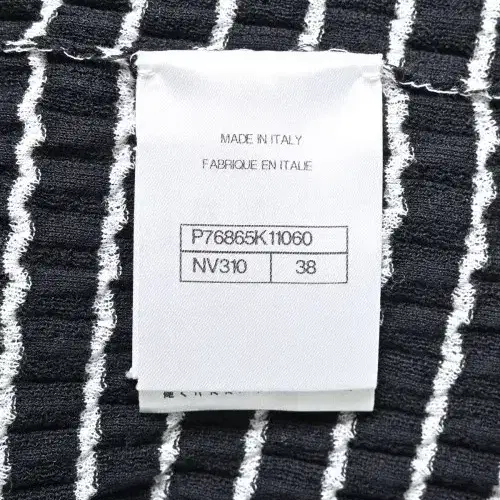 MADE IN ITALY
FABRIQUE EN ITALIE
P76865K11060
NV310 38